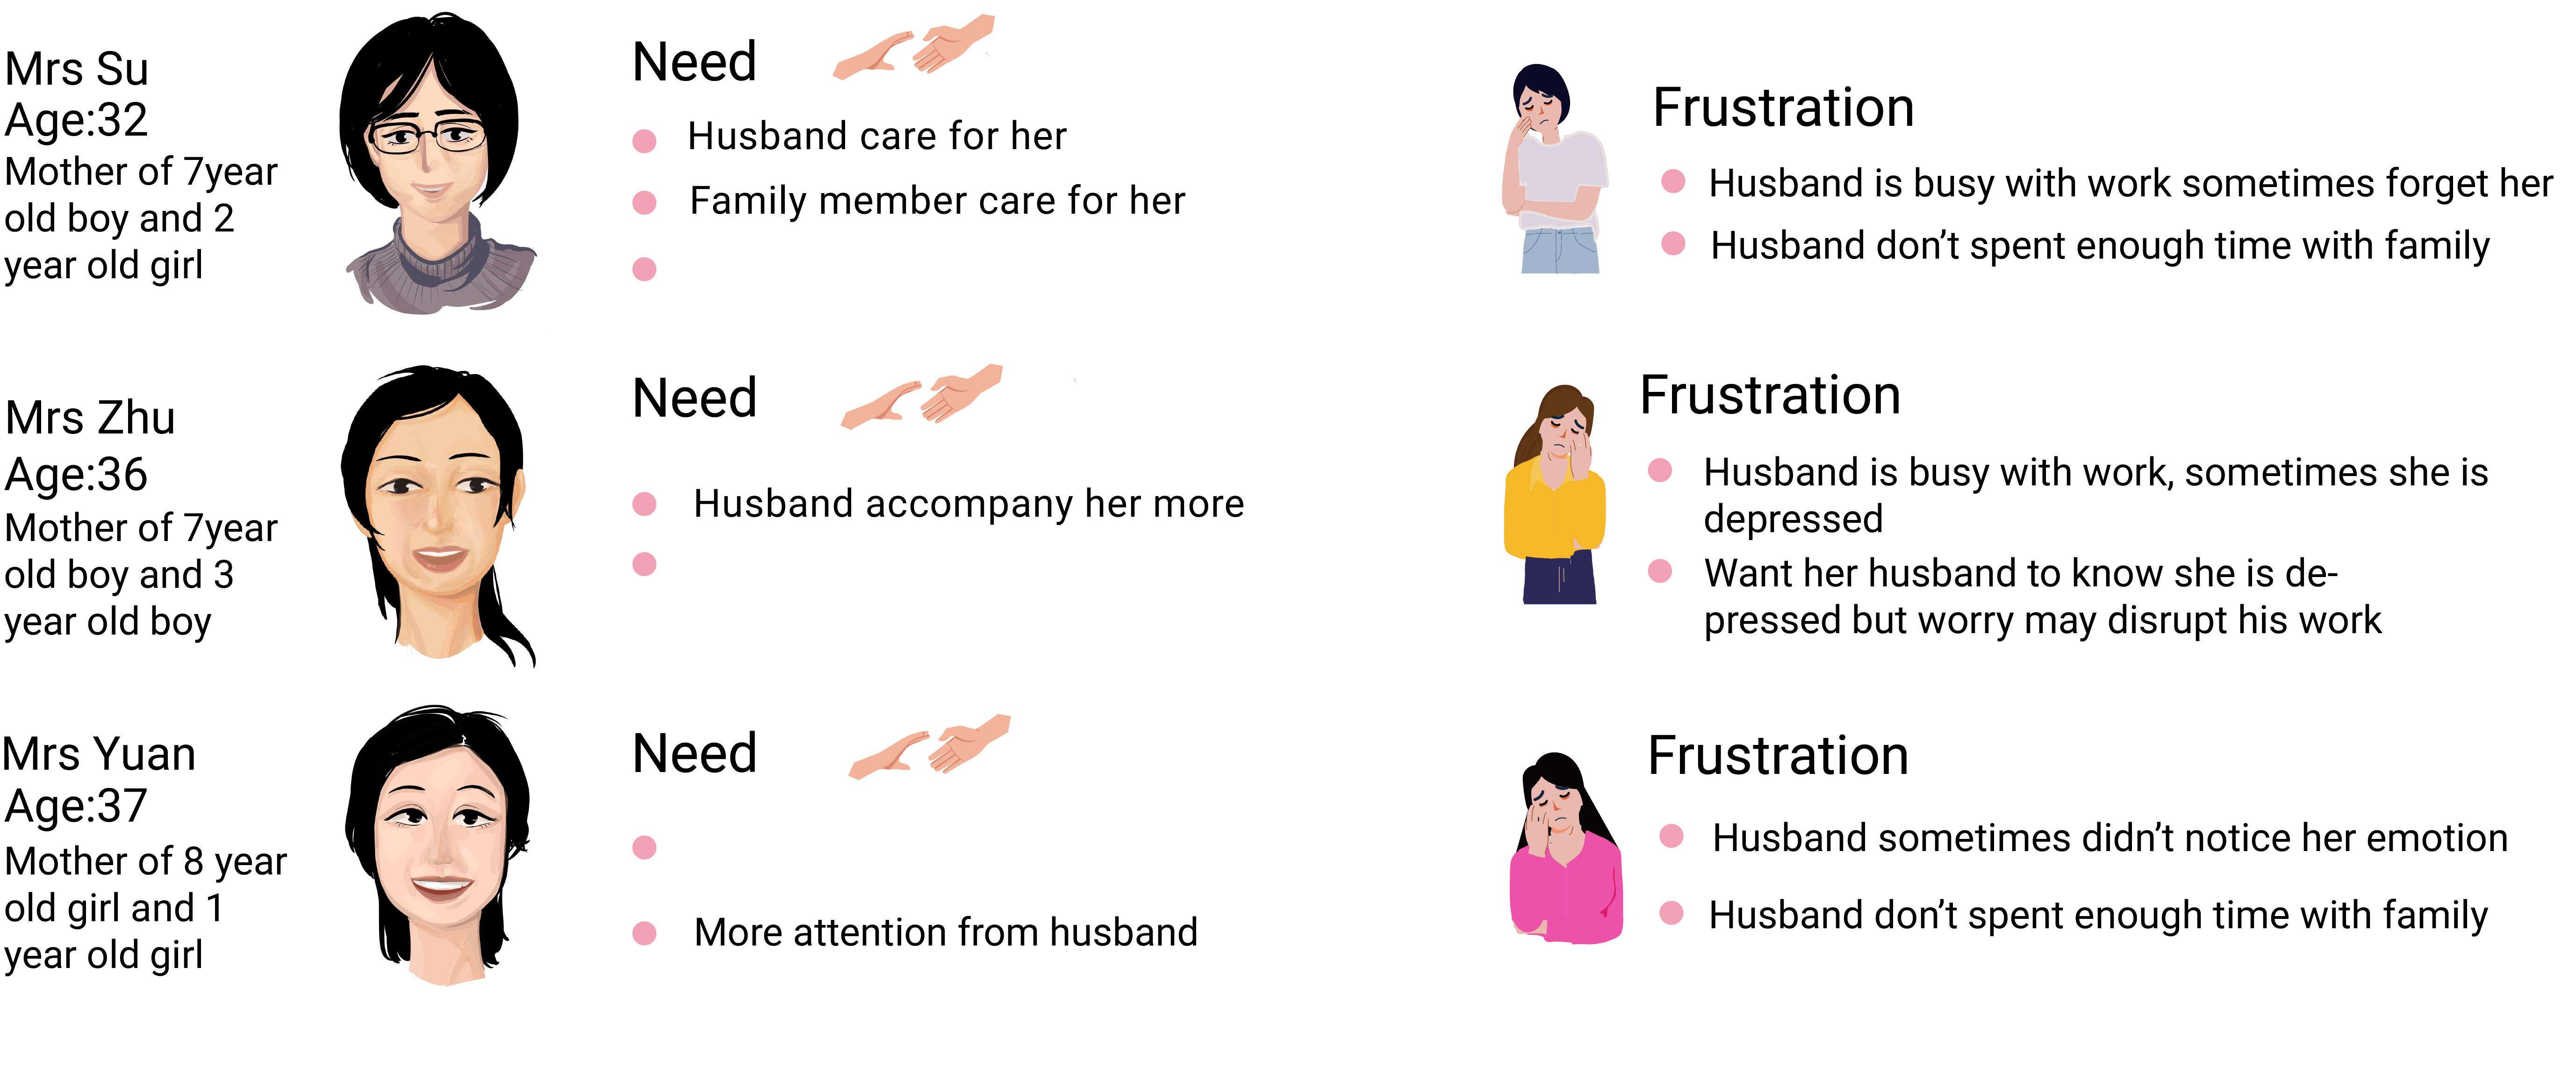 Mrs Su
Age:32
Mother of 7year
old boy and 2
year old girl
Need
Husband care for her
Family member care for her
Frustration
Husband is busy with work sometimes forget her
Husband don't spent enough time with family
Mrs Zhu
Age:36
Mother of 7year
old boy and 3
year old boy
Need
Husband accompany her more
Frustration
Husband is busy with work, sometimes she is
depressed
Want her husband to know she is de-
pressed but worry may disrupt his work
Mrs Yuan
Age:37
Mother of 8 year
old girl and 1
year old girl
Need
More attention from husband
Frustration
Husband sometimes didn't notice her emotion
Husband don't spent enough time with family